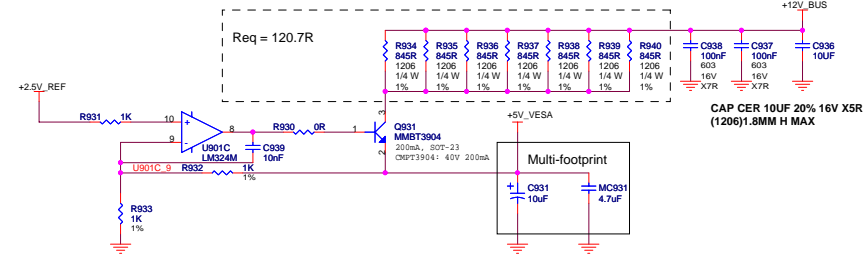 +12V_BUS
Req = 120.7R
R934
845R
1206
1/4 W
1%
R935
845R
1206
1/4 W
1%
R936
845R
1206
1/4 W
1%
R937
845R
1206
1/4 W
1%
R938
845R
1206
1/4 W
1%
R939
845R
1206
1/4 W
1%
R940
845R
1206
1/4 W
1%
C938
100nF
603
16V
X7R
C937
100nF
603
16V
X7R
C936
10UF
CAP CER 10UF 20% 16V X5R
(1206)1.8MM H MAX
+2.5V_REF
R931 1K
10
+
9
-
8
U901C
LM324M
R930 0R
C939
10nF
1
3
2
Q931
MMBT3904
200mA, SOT-23
CMPT3904: 40V 200mA
+5V_VESA
U901C_9
R932 1K
1%
R933
1K
1%
Multi-footprint
+
C931
10uF
MC931
4.7uF